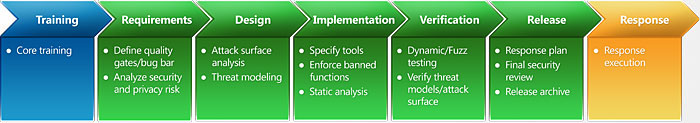 Training
Core training
Requirements
Define quality
gates/bug bar
Analyze security
and privacy risk
Design
Attack surface
analysis
Threat modeling
Implementation
Specify tools
Enforce banned
functions
Static analysis
Verification
Dynamic/Fuzz
testing
Verify threat
models/attack
surface
Release
Response plan
Final security
review
Release archive
Response
Response
execution